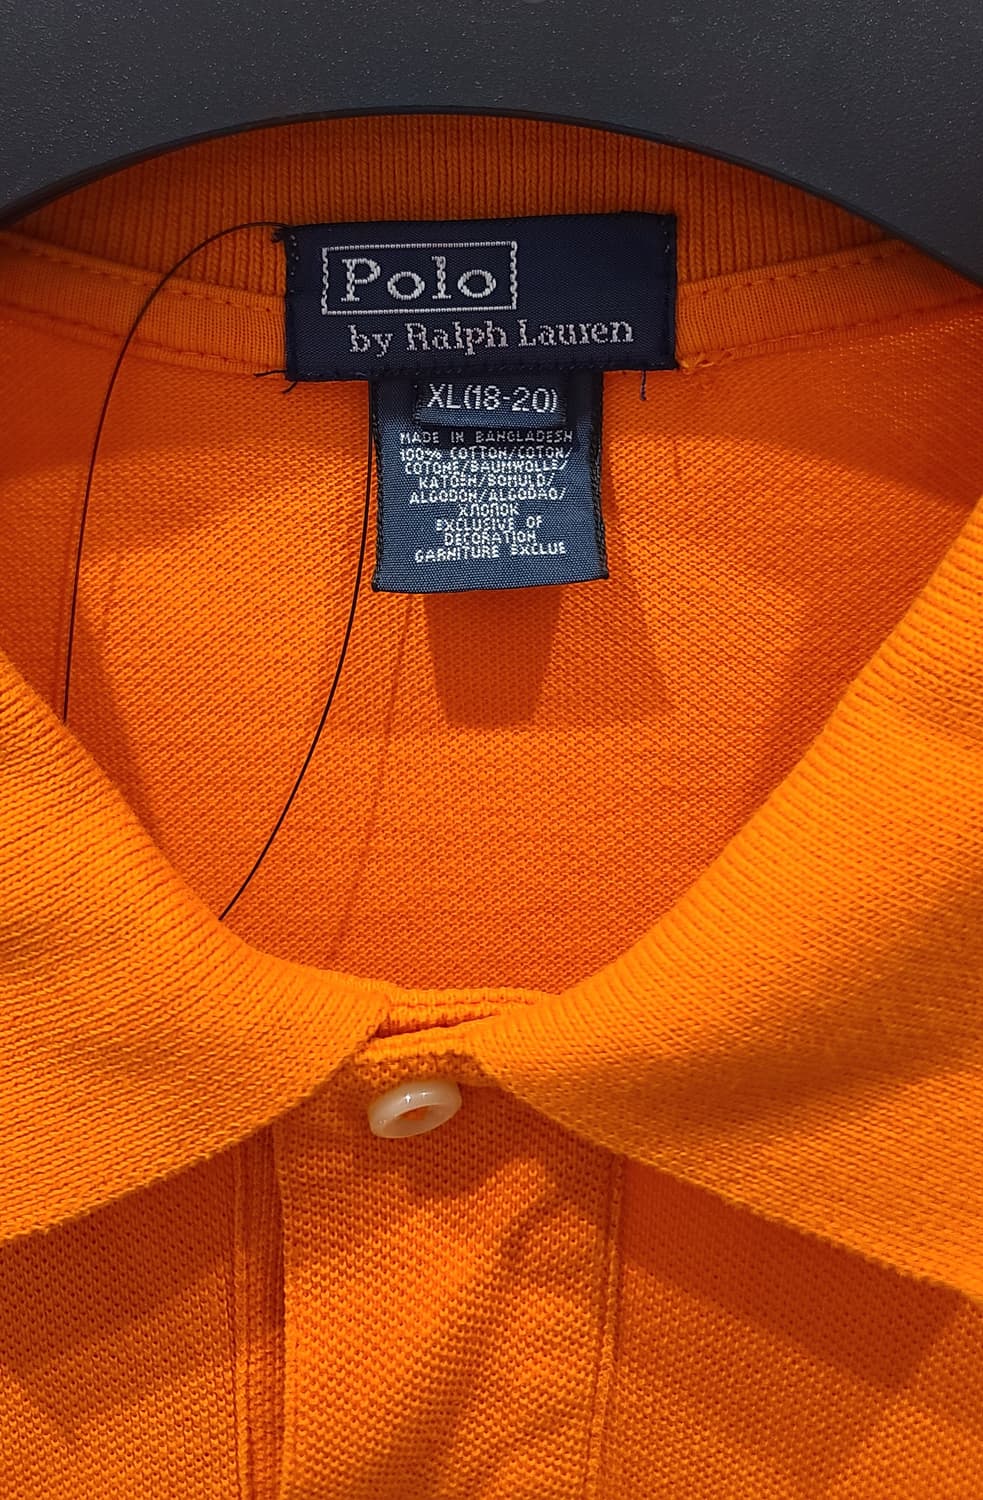 Polo
by Ralph Lauren
XL(18-20)
MADE IN BANGLADESH
100% COTTON/COTON/
COTONE/BAUMWOLLE/
KATOEN/BOMULD/
ALGODON/ALGODAO/
ХЛОПОК
EXCLUSIVE OF
DECORATION
GARNITURE EXCLUE